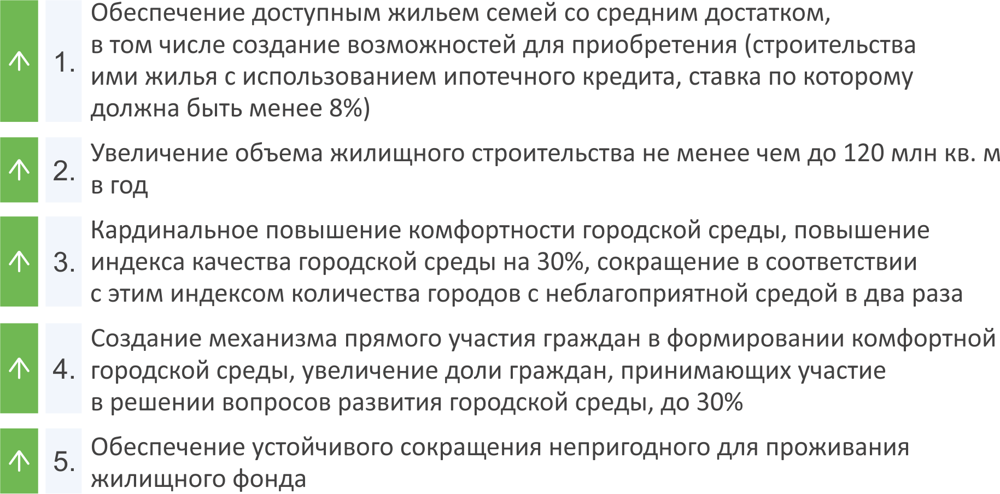 1.
Обеспечение доступным жильем семей со средним достатком,
в том числе создание возможностей для приобретения (строительства
ими жилья с использованием ипотечного кредита, ставка по которому
должна быть менее 8%)
2.
Увеличение объема жилищного строительства не менее чем до 120 млн кв. м
в год
3.
Кардинальное повышение комфортности городской среды, повышение
индекса качества городской среды на 30%, сокращение в соответствии
с этим индексом количества городов с неблагоприятной средой в два раза
4.
Создание механизма прямого участия граждан в формировании комфортной
городской среды, увеличение доли граждан, принимающих участие
в решении вопросов развития городской среды, до 30%
5.
Обеспечение устойчивого сокращения непригодного для проживания
жилищного фонда